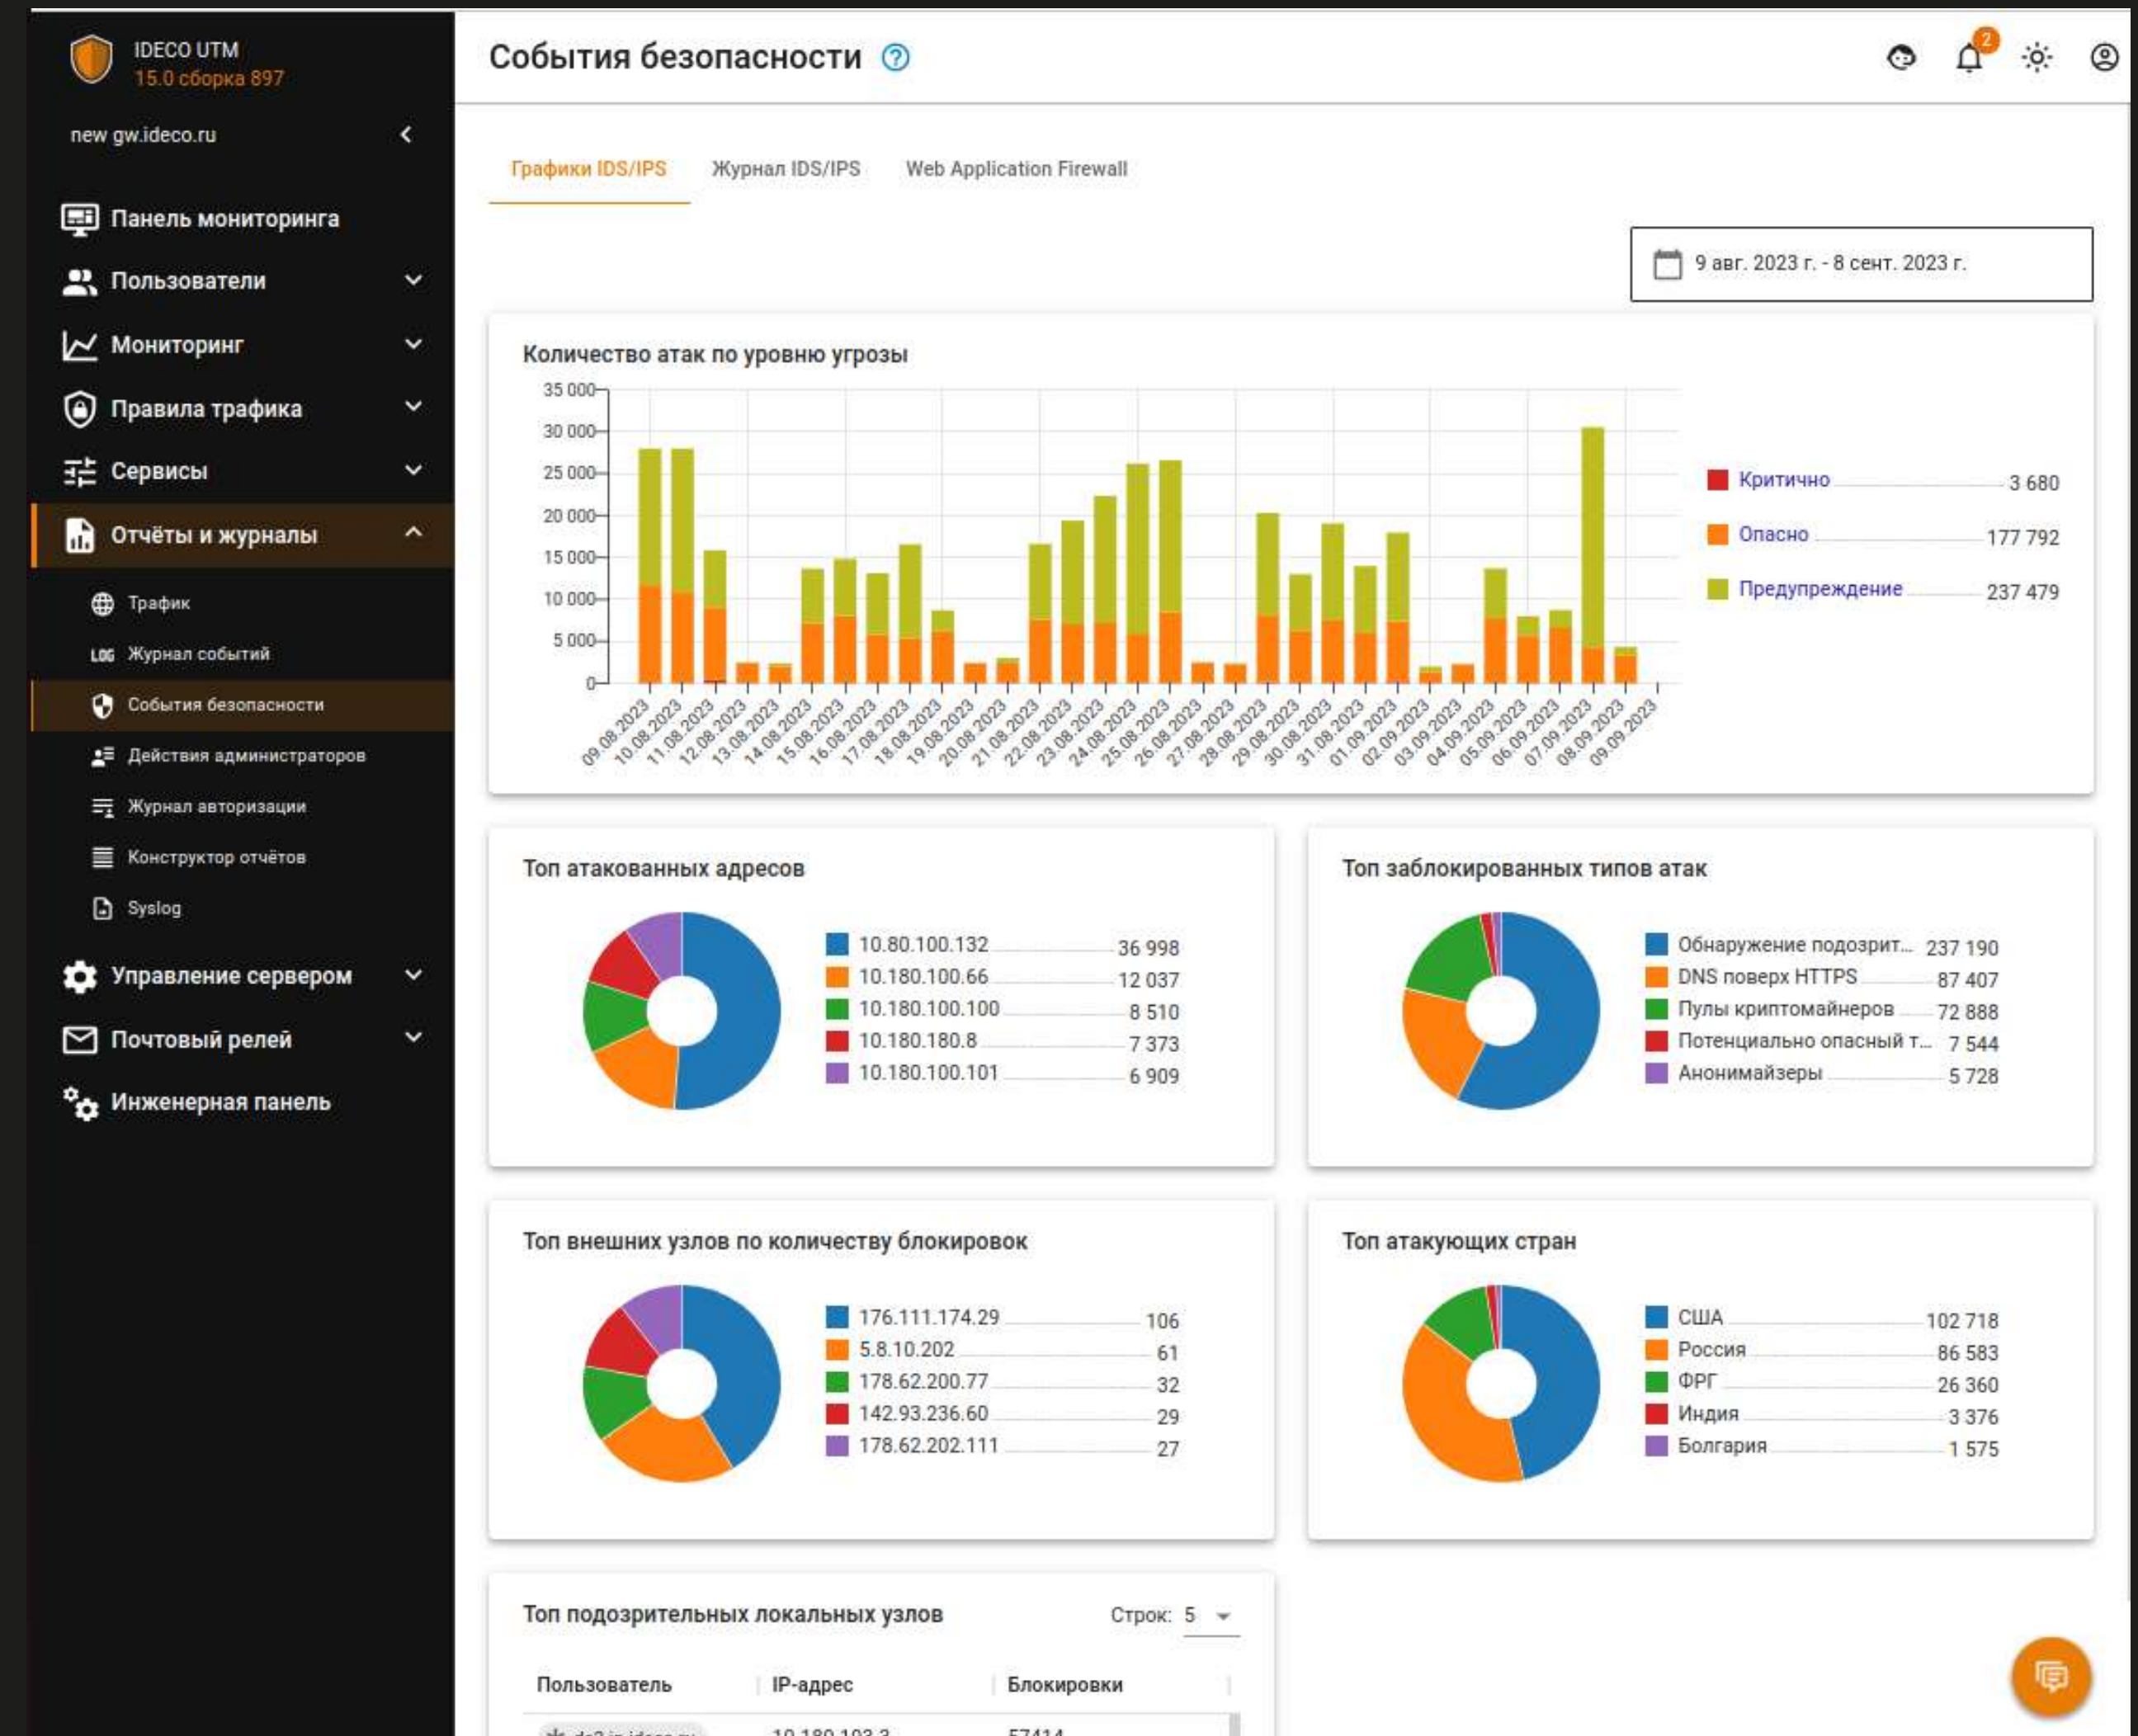 IDECO UTM
15.0 сборка 897
new gw.ideco.ru
Панель мониторинга
Пользователи
Мониторинг
Правила трафика
Сервисы
Отчёты и журналы
Трафик
LOG Журнал событий
События безопасности
Действия администраторов
Журнал авторизации
Конструктор отчётов
Syslog
Управление сервером
Почтовый релей
Инженерная панель
События безопасности ?
2
Графики IDS/IPS Журнал IDS/IPS Web Application Firewall
9 авг. 2023 г. - 8 сент. 2023 г.
Количество атак по уровню угрозы
35 000
30 000
25 000
20 000
15 000
10 000
5 000
0
09.08.2023 10.08.2023 11.08.2023 12.08.2023 13.08.2023 14.08.2023 15.08.2023 16.08.2023 17.08.2023 18.08.2023 19.08.2023 20.08.2023 21.08.2023 22.08.2023 23.08.2023 24.08.2023 25.08.2023 26.08.2023 27.08.2023 28.08.2023 29.08.2023 30.08.2023 31.08.2023 01.09.2023 02.09.2023 03.09.2023 04.09.2023 05.09.2023 06.09.2023 07.09.2023 08.09.2023 09.09.2023
Критично 3 680
Опасно 177 792
Предупреждение 237 479
Топ атакованных адресов
10.80.100.132 36 998
10.180.100.66 12 037
10.180.100.100 8 510
10.180.180.8 7 373
10.180.100.101 6 909
Топ заблокированных типов атак
Обнаружение подозрит... 237 190
DNS поверх HTTPS 87 407
Пулы криптомайнеров 72 888
Потенциально опасный т... 7 544
Анонимайзеры 5 728
Топ внешних узлов по количеству блокировок
176.111.174.29 106
5.8.10.202 61
178.62.200.77 32
142.93.236.60 29
178.62.202.111 27
Топ атакующих стран
США 102 718
Россия 86 583
ФРГ 26 360
Индия 3 376
Болгария 1 575
Топ подозрительных локальных узлов
Строк: 5
Пользователь IP-адрес Блокировки
10.180.103.3 57414